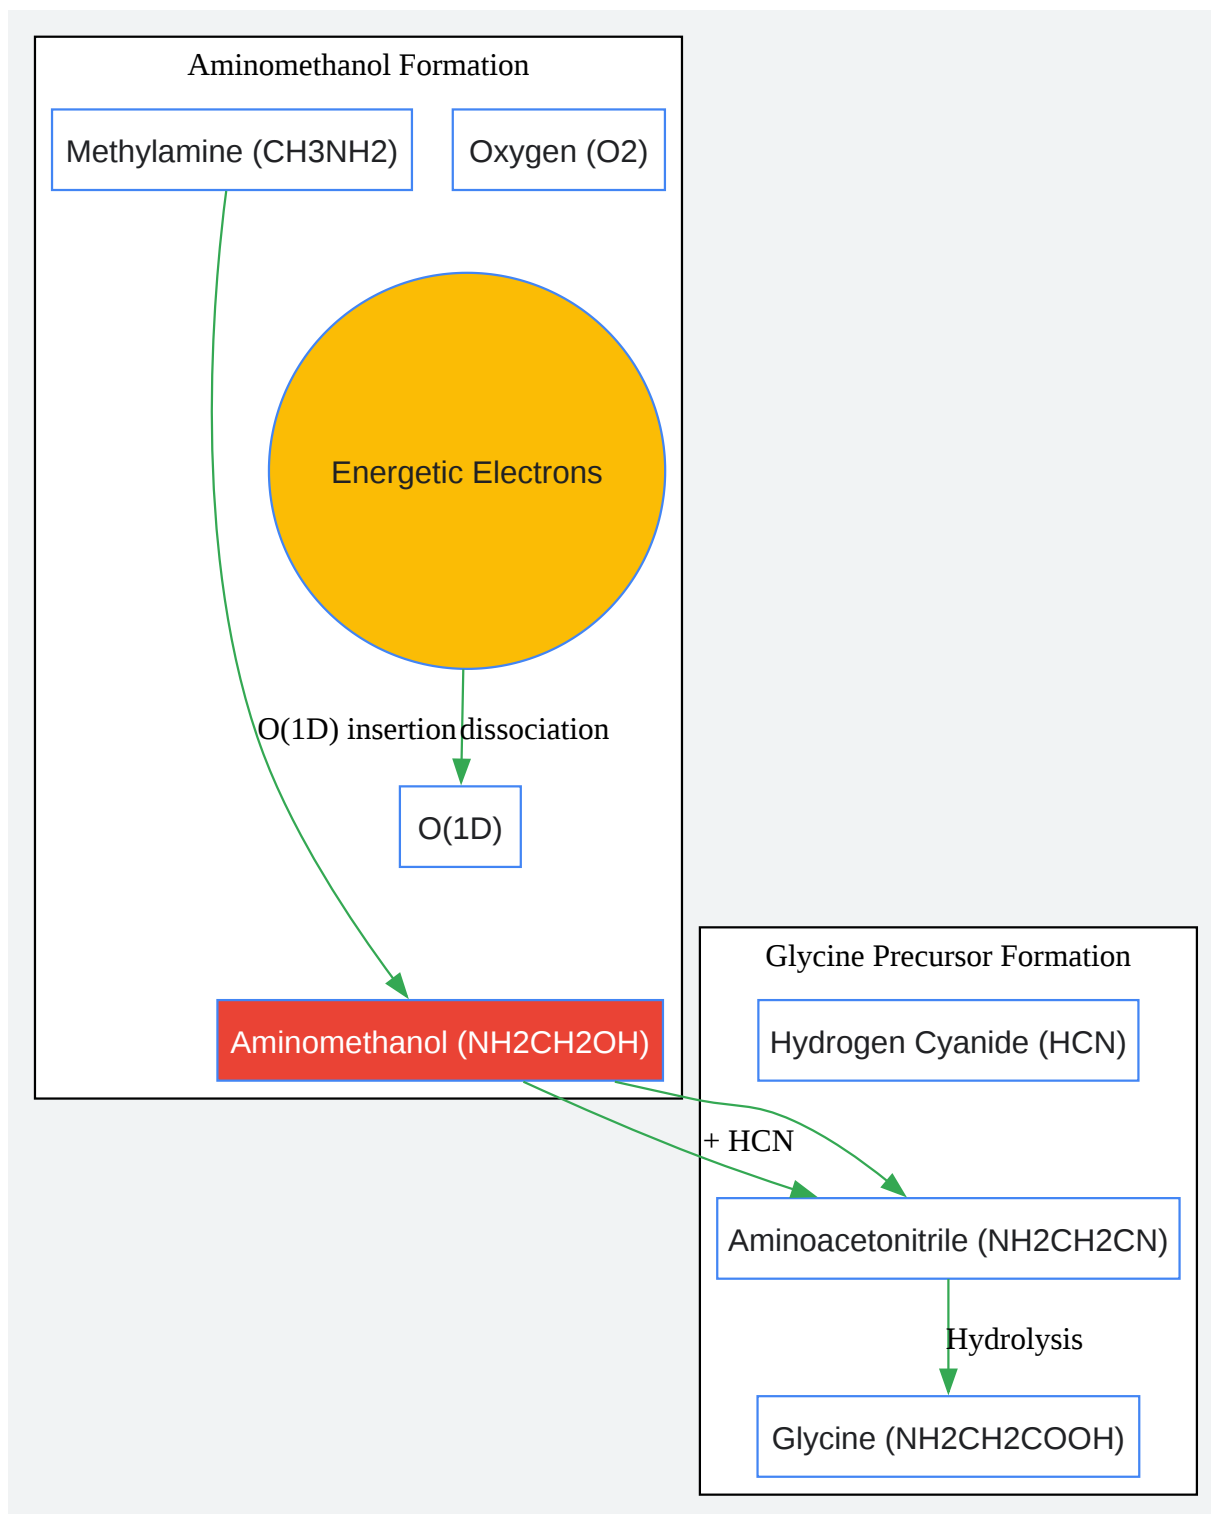 Aminomethanol Formation
Methylamine (CH3NH2)
Oxygen (O2)
Energetic Electrons
O(1D) insertion
dissociation
O(1D)
Aminomethanol (NH2CH2OH)
Glycine Precursor Formation
Hydrogen Cyanide (HCN)
+ HCN
Aminoacetonitrile (NH2CH2CN)
Hydrolysis
Glycine (NH2CH2COOH)